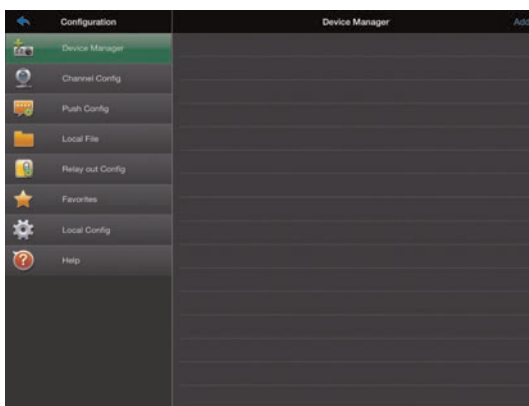 Configuration
Device Manager
Add
Device Manager
Channel Config
Push Config
Local File
Relay out Config
Favorites
Local Config
Help